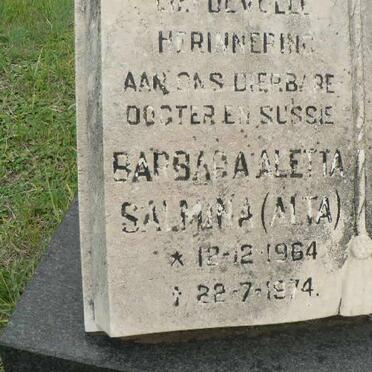 HERINNERING
AAN ONS DIERBARE
DOGTER EN SUSSIE
BARBARA ALETTA
SALMINA (ALTA)
* 12-12-1964
† 22-7-1974.